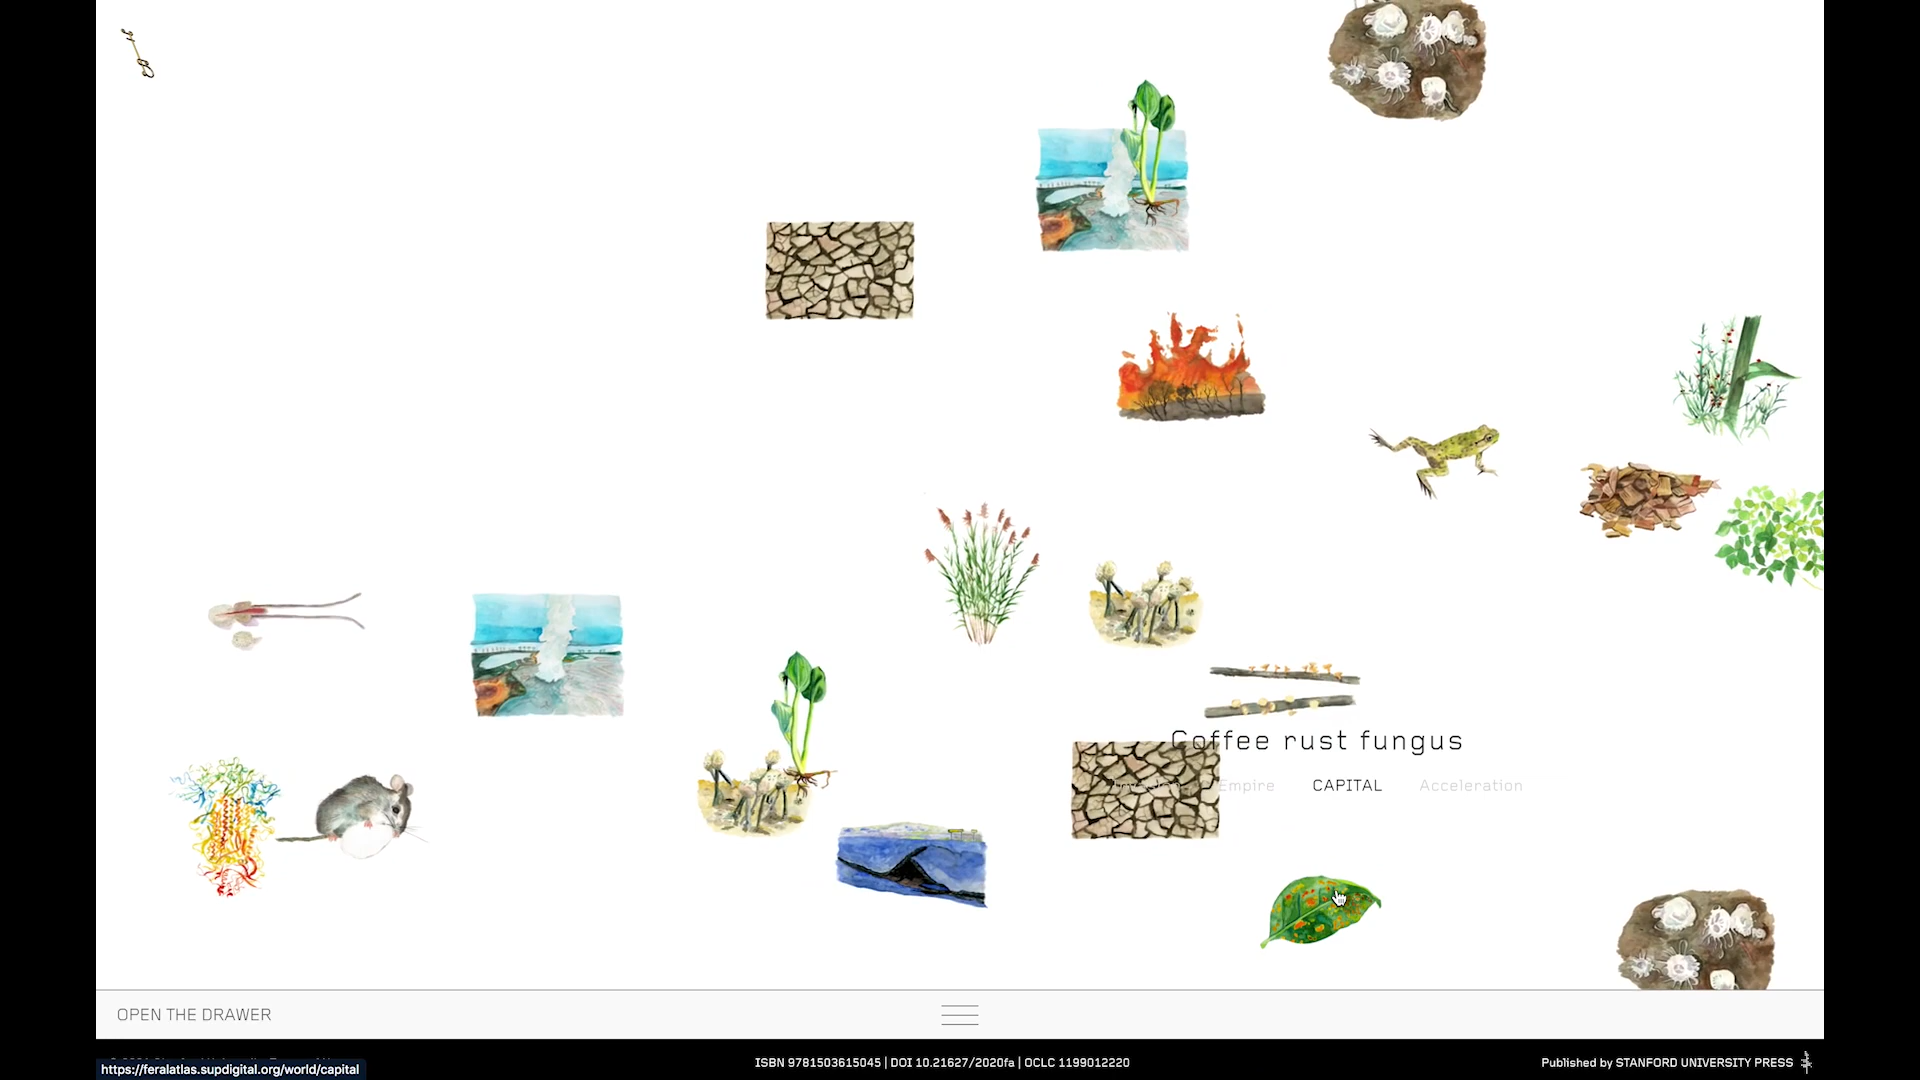 Coffee rust fungus
Empire CAPITAL Acceleration
OPEN THE DRAWER
https://feralatlas.supdigital.org/world/capital
ISBN 9781503615045 | DOI 10.21627/2020fa | OCLC 1199012220
Published by STANFORD UNIVERSITY PRESS